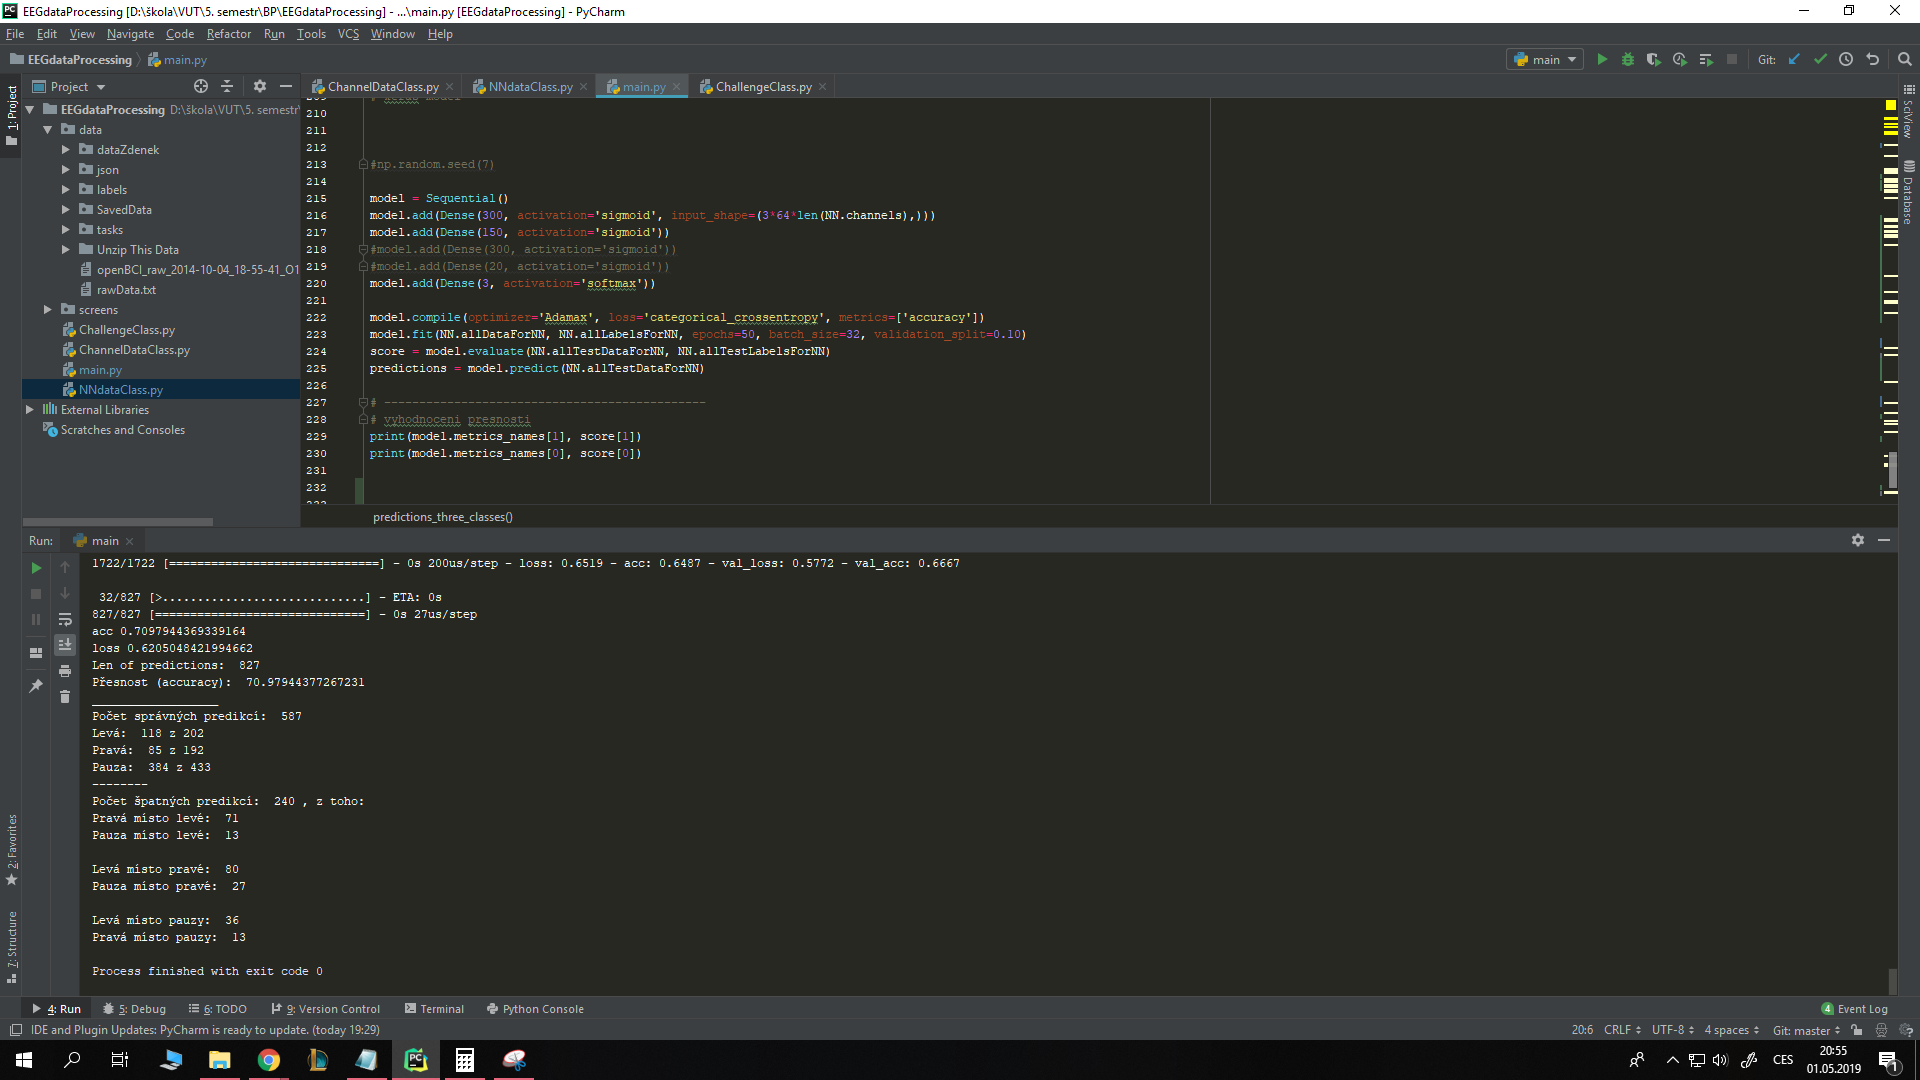 EEGdataProcessing [D:\škola\VUT\5. semestr\BP\EEGdataProcessing] - ...\main.py [EEGdataProcessing] - PyCharm
File Edit View Navigate Code Refactor Run Tools VCS Window Help
EEGdataProcessing main.py
main Git:
Project
ChannelDataClass.py NNdataClass.py main.py ChallengeClass.py
1: Project
EEGdataProcessing D:\škola\VUT\5. semestr\
data
dataZdenek
json
labels
SavedData
tasks
Unzip This Data
openBCI_raw_2014-10-04_18-55-41_O1
rawData.txt
screens
ChallengeClass.py
ChannelDataClass.py
main.py
NNdataClass.py
External Libraries
Scratches and Consoles
210
211
212
213 #np.random.seed(7)
214
215 model = Sequential()
216 model.add(Dense(300, activation='sigmoid', input_shape=(3*64*len(NN.channels),)))
217 model.add(Dense(150, activation='sigmoid'))
218 #model.add(Dense(300, activation='sigmoid'))
219 #model.add(Dense(20, activation='sigmoid'))
220 model.add(Dense(3, activation='softmax'))
221
222 model.compile(optimizer='Adamax', loss='categorical_crossentropy', metrics=['accuracy'])
223 model.fit(NN.allDataForNN, NN.allLabelsForNN, epochs=50, batch_size=32, validation_split=0.10)
224 score = model.evaluate(NN.allTestDataForNN, NN.allTestLabelsForNN)
225 predictions = model.predict(NN.allTestDataForNN)
226
227 # ----------------------------------------------
228 # vyhodnoceni presnosti
229 print(model.metrics_names[1], score[1])
230 print(model.metrics_names[0], score[0])
231
232
predictions_three_classes()
SciView
Database
Run: main
1722/1722 [==============================] - 0s 200us/step - loss: 0.6519 - acc: 0.6487 - val_loss: 0.5772 - val_acc: 0.6667
32/827 [>.............................] - ETA: 0s
827/827 [==============================] - 0s 27us/step
acc 0.7097944369339164
loss 0.6205048421994662
Len of predictions: 827
Přesnost (accuracy): 70.97944377267231
__________________
Počet správných predikcí: 587
Levá: 118 z 202
Pravá: 85 z 192
Pauza: 384 z 433
--------
Počet špatných predikcí: 240 , z toho:
Pravá místo levé: 71
Pauza místo levé: 13
Levá místo pravé: 80
Pauza místo pravé: 27
Levá místo pauzy: 36
Pravá místo pauzy: 13
Process finished with exit code 0
2: Favorites
7: Structure
4: Run 5: Debug 6: TODO 9: Version Control Terminal Python Console 4 Event Log
IDE and Plugin Updates: PyCharm is ready to update. (today 19:29) 20:6 CRLF UTF-8 4 spaces Git: master
CES 20:55
01.05.2019
1